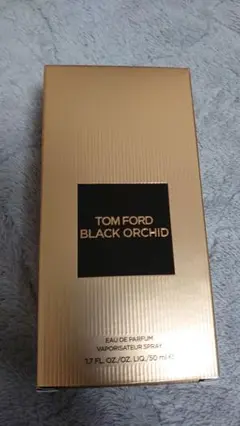 TOM FORD
BLACK ORCHID
EAU DE PARFUM
VAPORISATEUR SPRAY
1.7 FL. OZ./OZ. LIQ./50 ml ℮